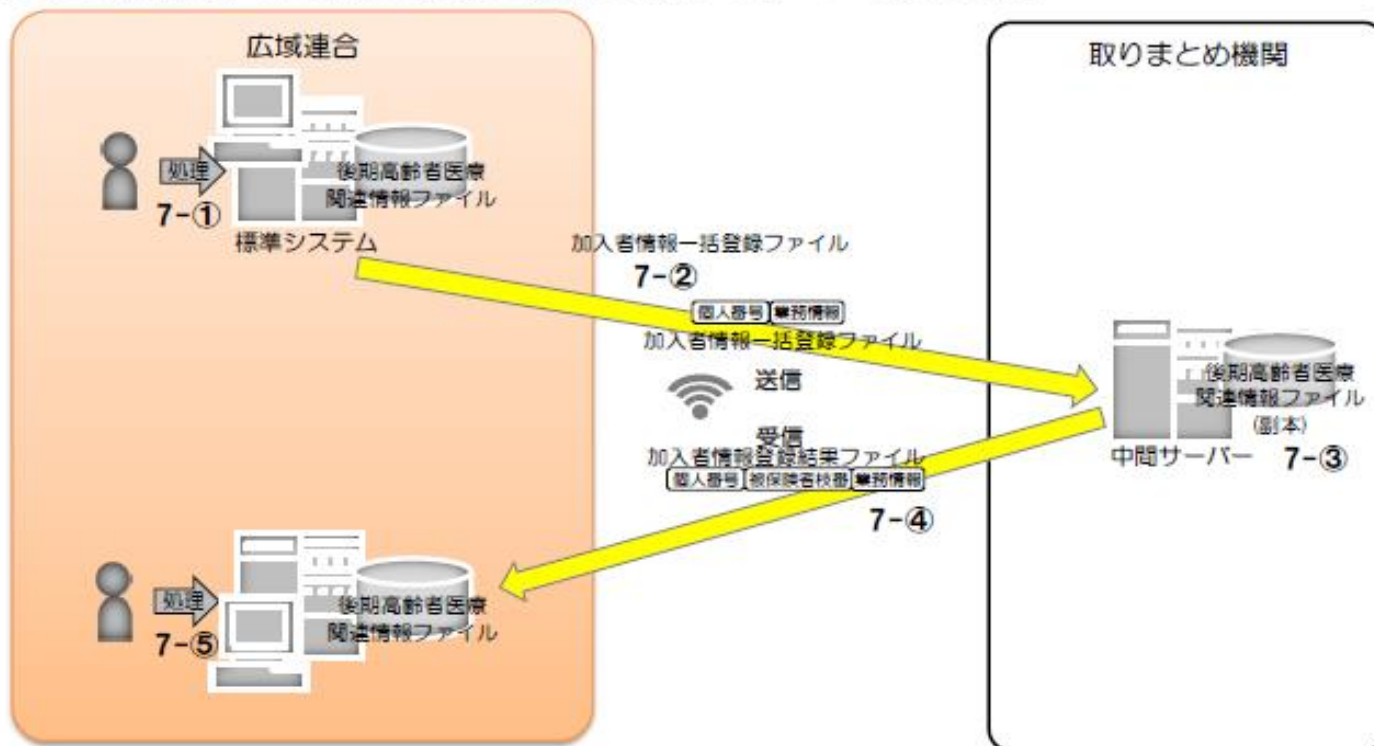 広域連合
取りまとめ機関
処理
7-①
後期高齢者医療
関連情報ファイル
標準システム
加入者情報一括登録ファイル
7-②
個人番号 業務情報
加入者情報一括登録ファイル
送信
受信
加入者情報登録結果ファイル
個人番号 被保険者枝番 業務情報
7-④
後期高齢者医療
関連情報ファイル
(副本)
中間サーバー 7-③
処理
7-⑤
後期高齢者医療
関連情報ファイル